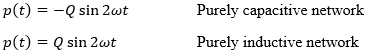 p(t) = −Q sin 2ωt Purely capacitive network
p(t) = Q sin 2ωt Purely inductive network